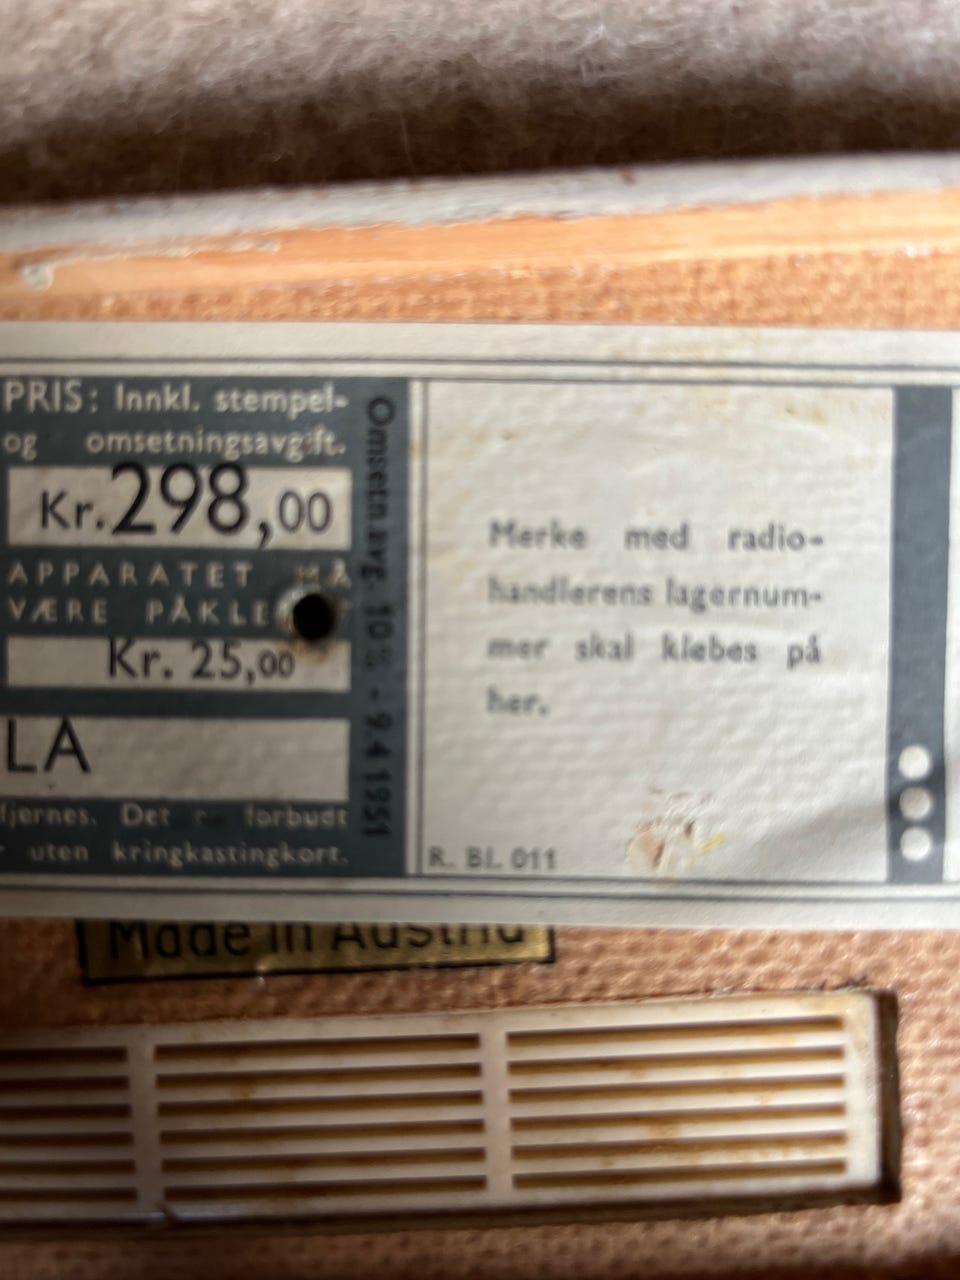 PRIS: Innkl. stempel-
og omsetningsavgift.
Kr. 298,00
APPARATET MÅ
VÆRE PÅKLE
Kr. 25,00
LA
fjernes. Det forbudt
uten kringkastingkort.
Omsetn.avg. 10% - 9.4 1951
Merke med radio-
handlerens lagernum-
mer skal klebes på
her.
R. Bl. 011
Made in Austria